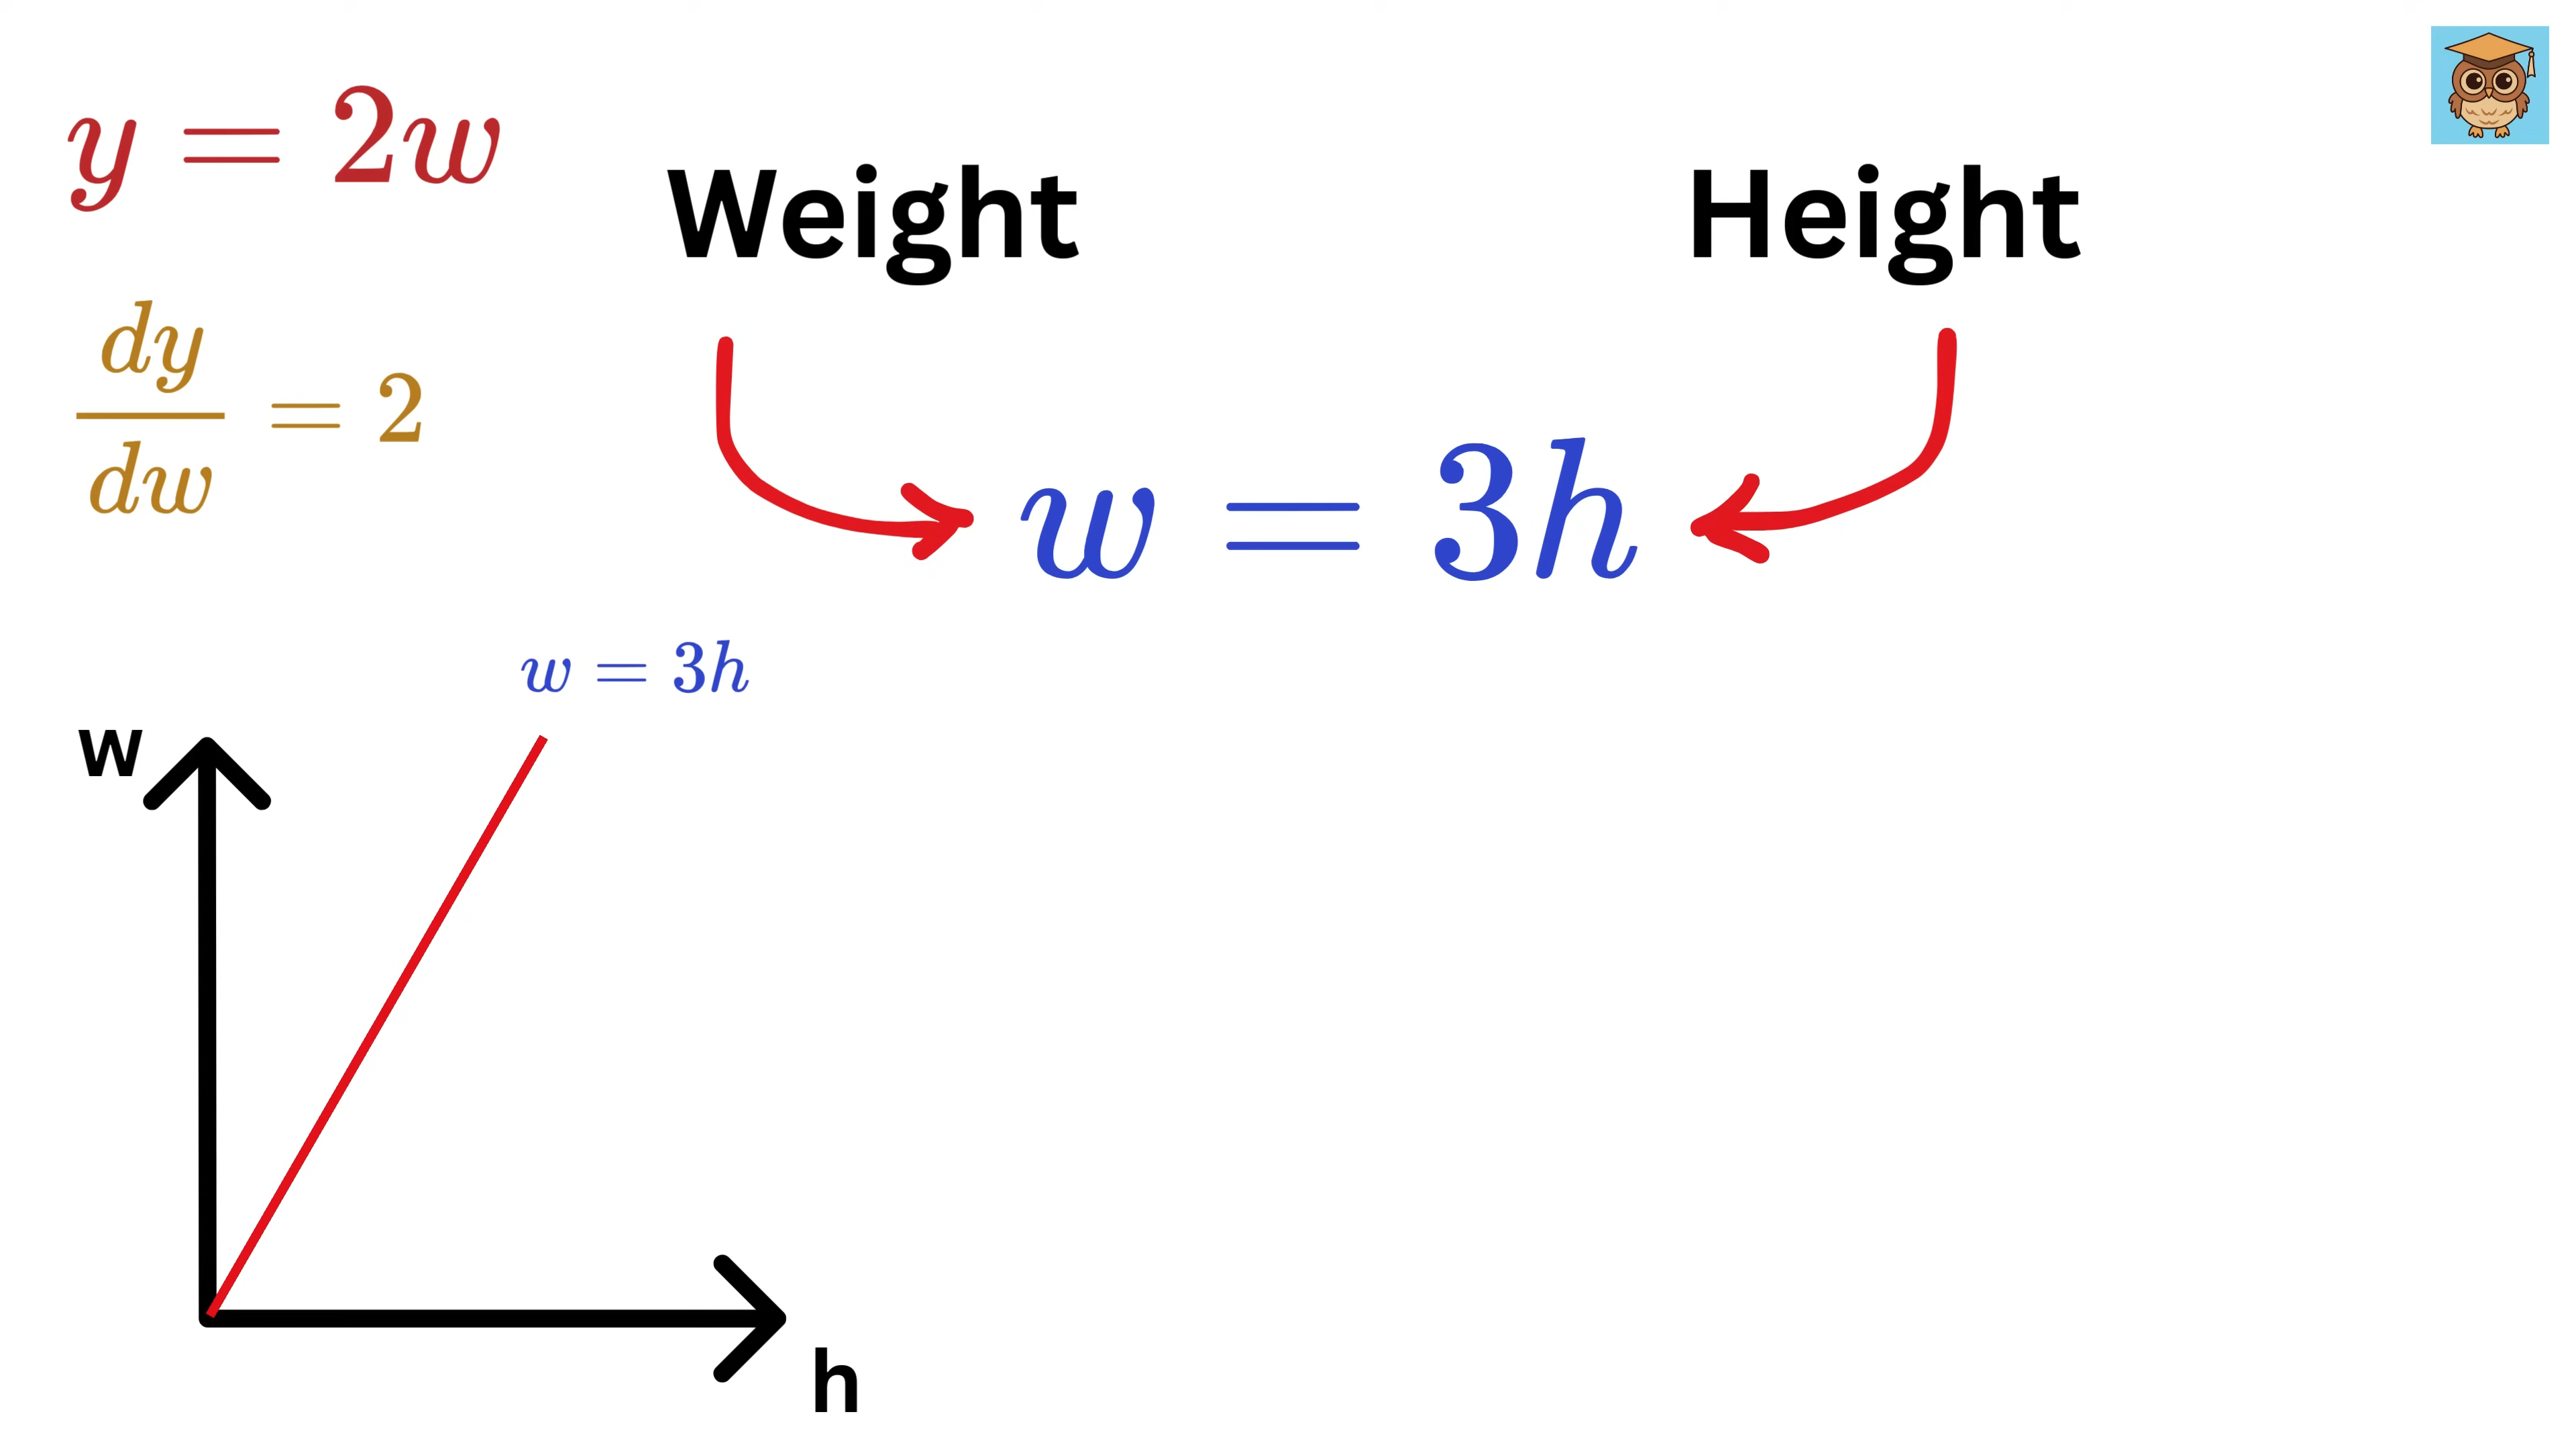 y = 2w
Weight
Height
dy/dw = 2
w = 3h
w = 3h
w
h